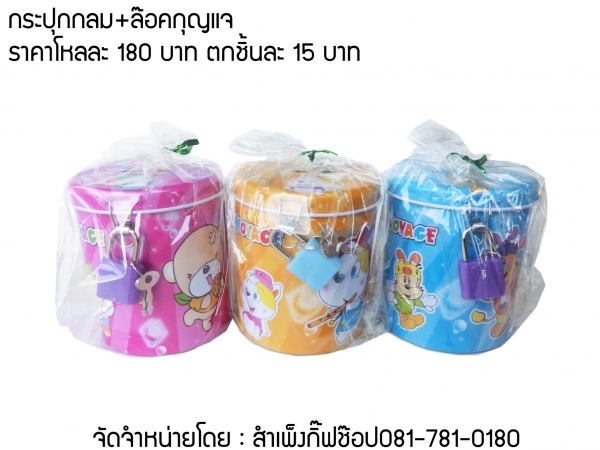 กระปุกกลม+ล๊อคกุญแจ
ราคาโหลละ 180 บาท ตกชิ้นละ 15 บาท
OYAGE
OYAGE
จัดจำหน่ายโดย : สำเพ็งกิ๊ฟช๊อป081-781-0180